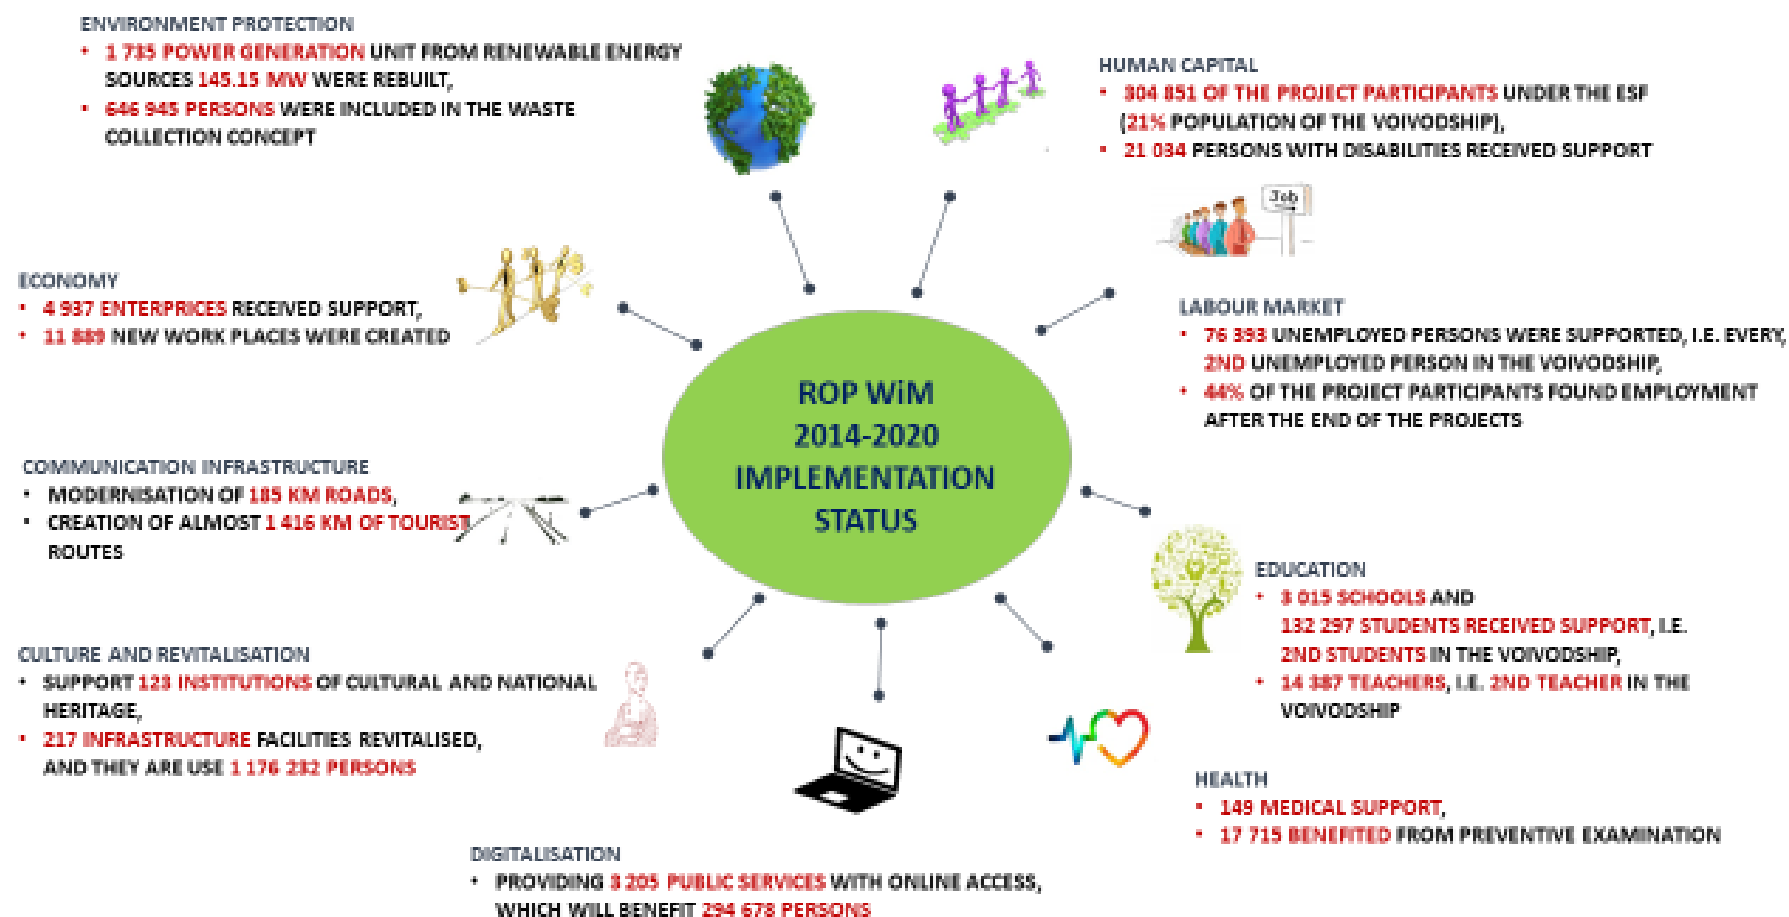 ENVIRONMENT PROTECTION
• 1 735 POWER GENERATION UNIT FROM RENEWABLE ENERGY
SOURCES 145.15 MW WERE REBUILT,
• 646 945 PERSONS WERE INCLUDED IN THE WASTE
COLLECTION CONCEPT
HUMAN CAPITAL
• 304 851 OF THE PROJECT PARTICIPANTS UNDER THE ESF
(21% POPULATION OF THE VOIVODSHIP),
• 21 034 PERSONS WITH DISABILITIES RECEIVED SUPPORT
Job
ECONOMY
• 4 937 ENTERPRICES RECEIVED SUPPORT,
• 11 889 NEW WORK PLACES WERE CREATED
LABOUR MARKET
• 76 393 UNEMPLOYED PERSONS WERE SUPPORTED, I.E. EVERY,
2ND UNEMPLOYED PERSON IN THE VOIVODSHIP,
• 44% OF THE PROJECT PARTICIPANTS FOUND EMPLOYMENT
AFTER THE END OF THE PROJECTS
ROP WiM
2014-2020
IMPLEMENTATION
STATUS
COMMUNICATION INFRASTRUCTURE
• MODERNISATION OF 185 KM ROADS,
• CREATION OF ALMOST 1 416 KM OF TOURIST
ROUTES
EDUCATION
• 3 015 SCHOOLS AND
132 297 STUDENTS RECEIVED SUPPORT, I.E.
2ND STUDENTS IN THE VOIVODSHIP,
• 14 387 TEACHERS, I.E. 2ND TEACHER IN THE
VOIVODSHIP
CULTURE AND REVITALISATION
• SUPPORT 123 INSTITUTIONS OF CULTURAL AND NATIONAL
HERITAGE,
• 217 INFRASTRUCTURE FACILITIES REVITALISED,
AND THEY ARE USE 1 176 232 PERSONS
HEALTH
• 149 MEDICAL SUPPORT,
• 17 715 BENEFITED FROM PREVENTIVE EXAMINATION
DIGITALISATION
• PROVIDING 3 205 PUBLIC SERVICES WITH ONLINE ACCESS,
WHICH WILL BENEFIT 294 678 PERSONS